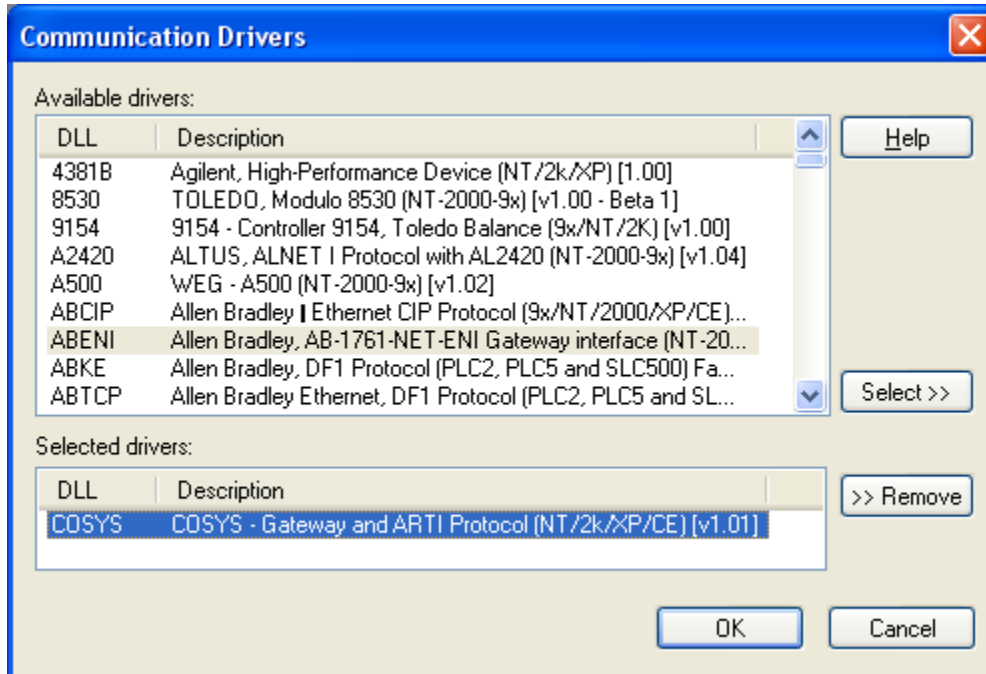 Communication Drivers
Available drivers:
DLL Description
4381B Agilent, High-Performance Device (NT/2k/XP) [1.00]
8530 TOLEDO, Modulo 8530 (NT-2000-9x) [v1.00 - Beta 1]
9154 9154 - Controller 9154, Toledo Balance (9x/NT/2K) [v1.00]
A2420 ALTUS, ALNET I Protocol with AL2420 (NT-2000-9x) [v1.04]
A500 WEG - A500 (NT-2000-9x) [v1.02]
ABCIP Allen Bradley | Ethernet CIP Protocol (9x/NT/2000/XP/CE)...
ABENI Allen Bradley, AB-1761-NET-ENI Gateway interface (NT-20...
ABKE Allen Bradley, DF1 Protocol (PLC2, PLC5 and SLC500) Fa...
ABTCP Allen Bradley Ethernet, DF1 Protocol (PLC2, PLC5 and SL...
Help
Select >>
Selected drivers:
DLL Description
COSYS COSYS - Gateway and ARTI Protocol (NT/2k/XP/CE) [v1.01]
>> Remove
OK Cancel